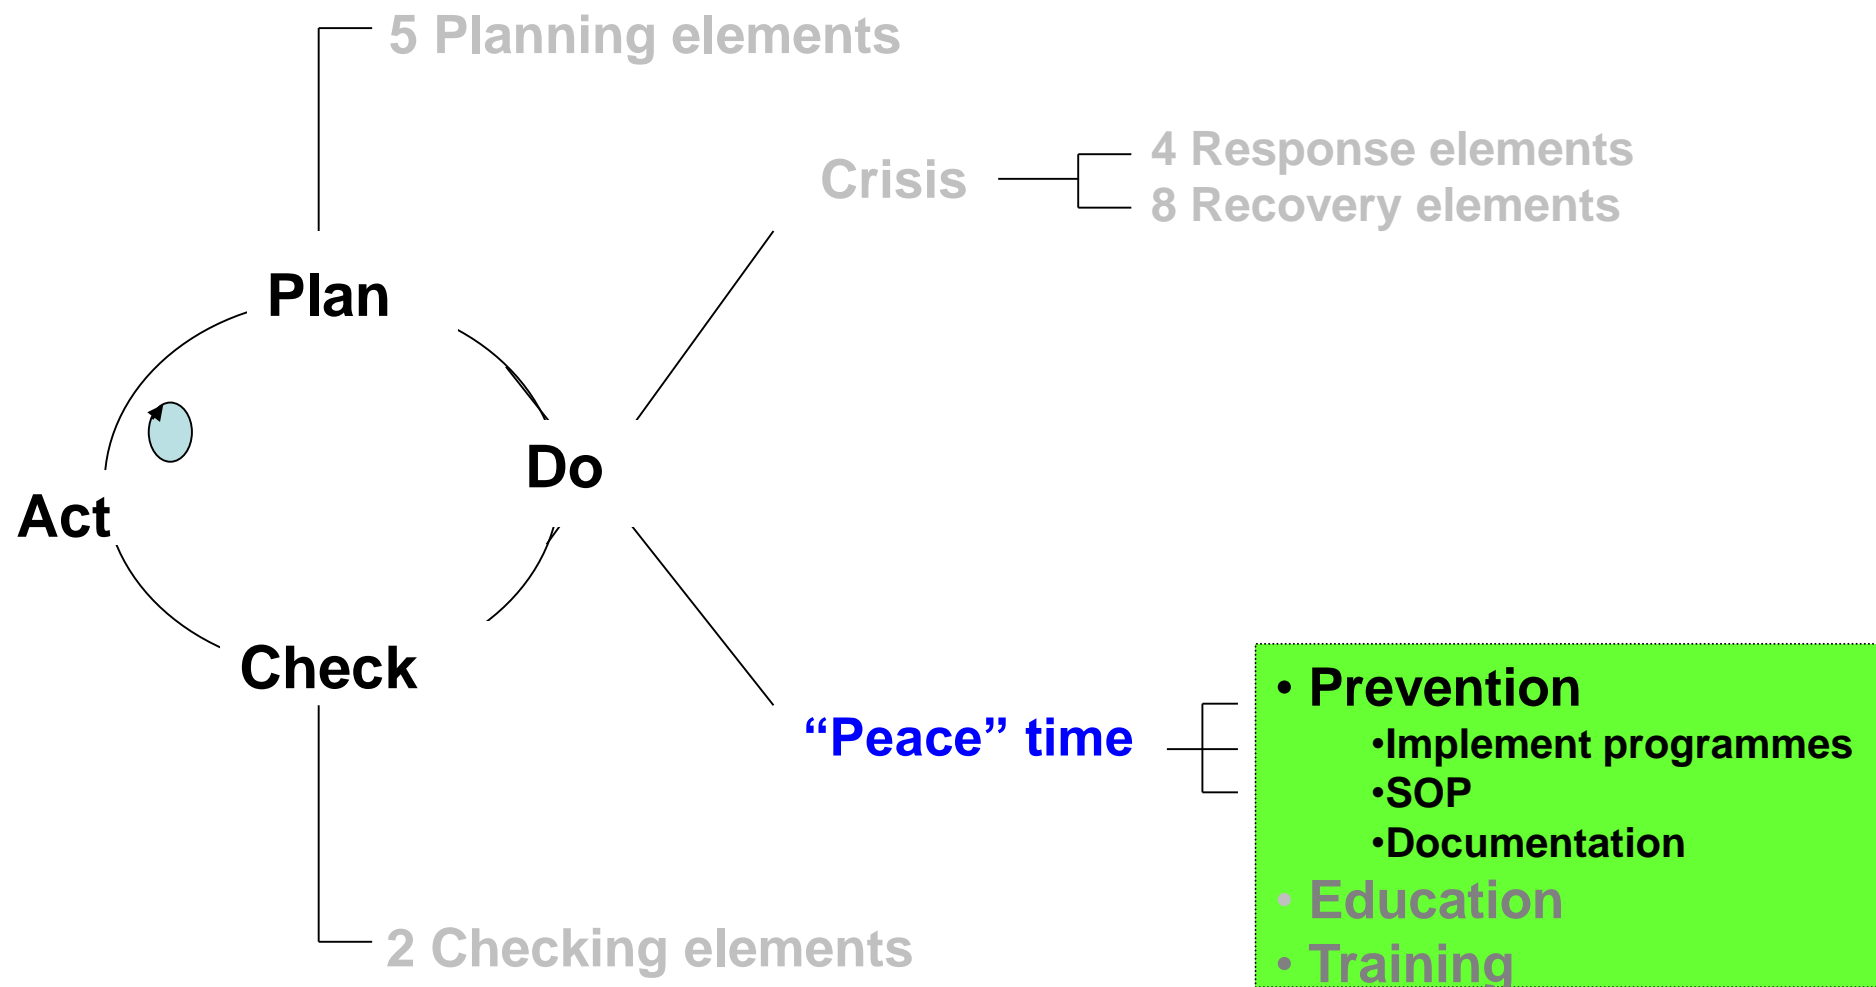 5 Planning elements
Crisis
4 Response elements
8 Recovery elements
Plan
Do
Act
Check
“Peace” time
• Prevention
•Implement programmes
•SOP
•Documentation
• Education
• Training
2 Checking elements